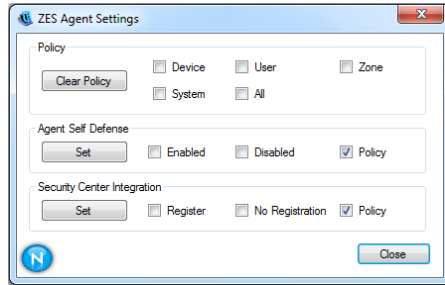 ZES Agent Settings
Policy
Clear Policy Device User Zone
System All
Agent Self Defense
Set Enabled Disabled Policy
Security Center Integration
Set Register No Registration Policy
N Close